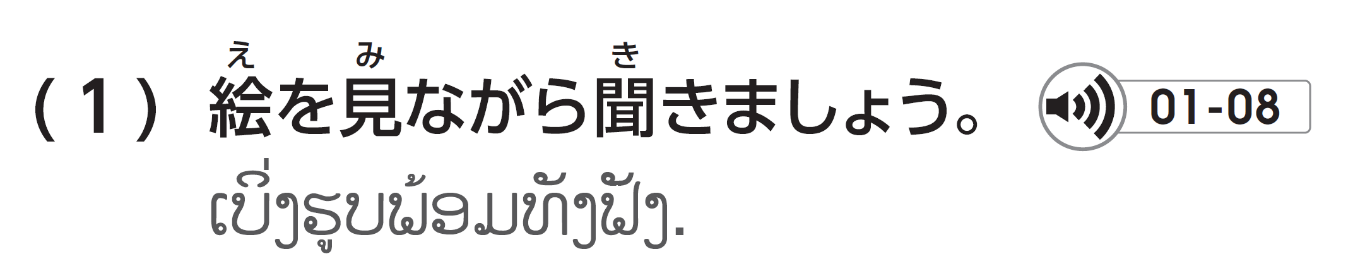 え み き
(1) 絵を見ながら聞きましょう。 01-08
ເບິ່ງຮູບພ້ອມທັງຟັງ.